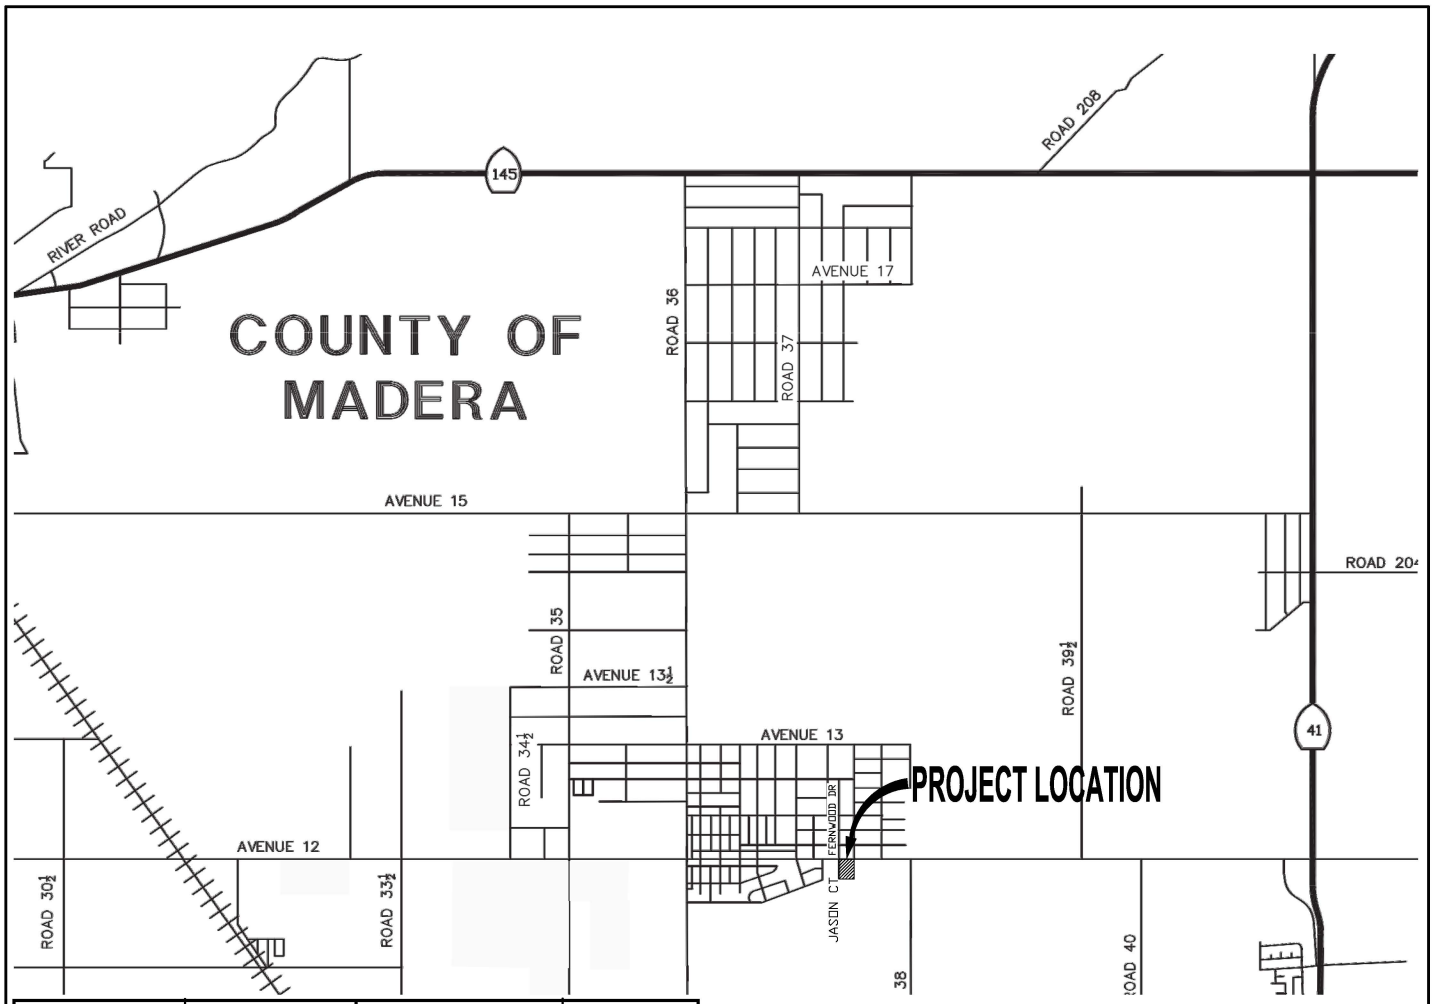 ROAD 208
145
RIVER ROAD
AVENUE 17
ROAD 36
COUNTY OF
MADERA
ROAD 37
AVENUE 15
ROAD 204
ROAD 35
ROAD 39½
AVENUE 13½
41
AVENUE 13
ROAD 34½
PROJECT LOCATION
FERNWOOD DR
AVENUE 12
ROAD 30½
ROAD 33½
JASON CT
38
ROAD 40